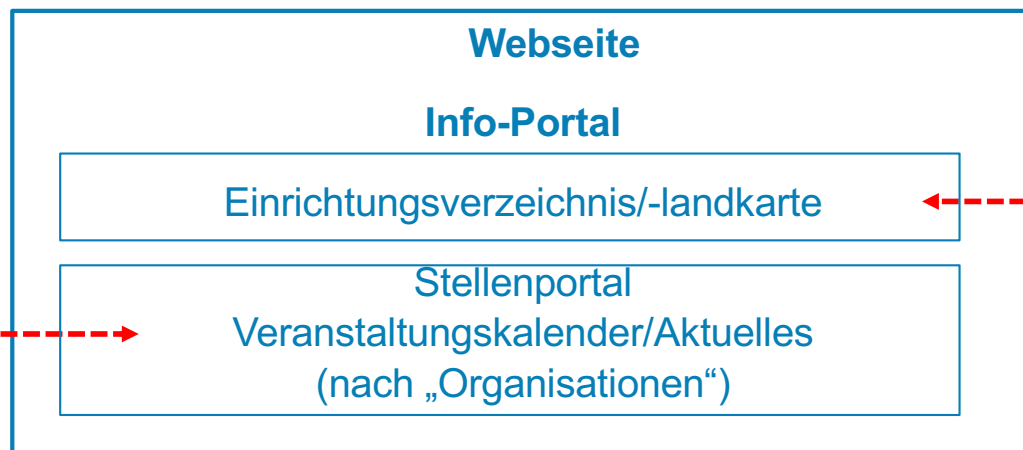 Webseite
Info-Portal
Einrichtungsverzeichnis/-landkarte
Stellenportal
Veranstaltungskalender/Aktuelles
(nach „Organisationen“)